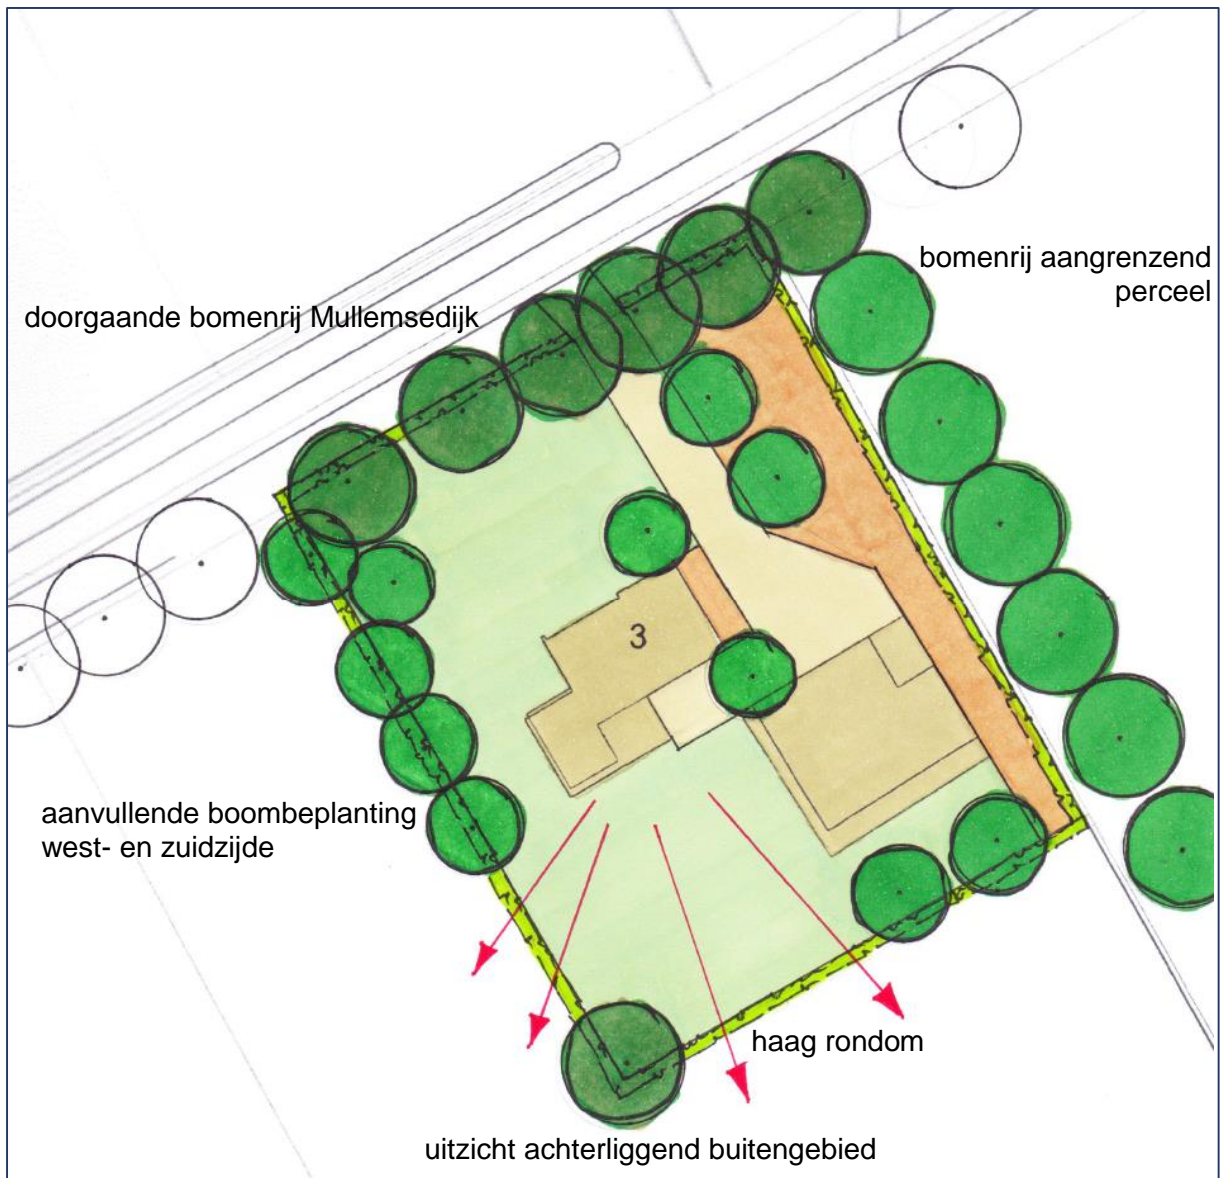 bomenrij aangrenzend
perceel
doorgaande bomenrij Mullemsedijk
3
aanvullende boombeplanting
west- en zuidzijde
haag rondom
uitzicht achterliggend buitengebied